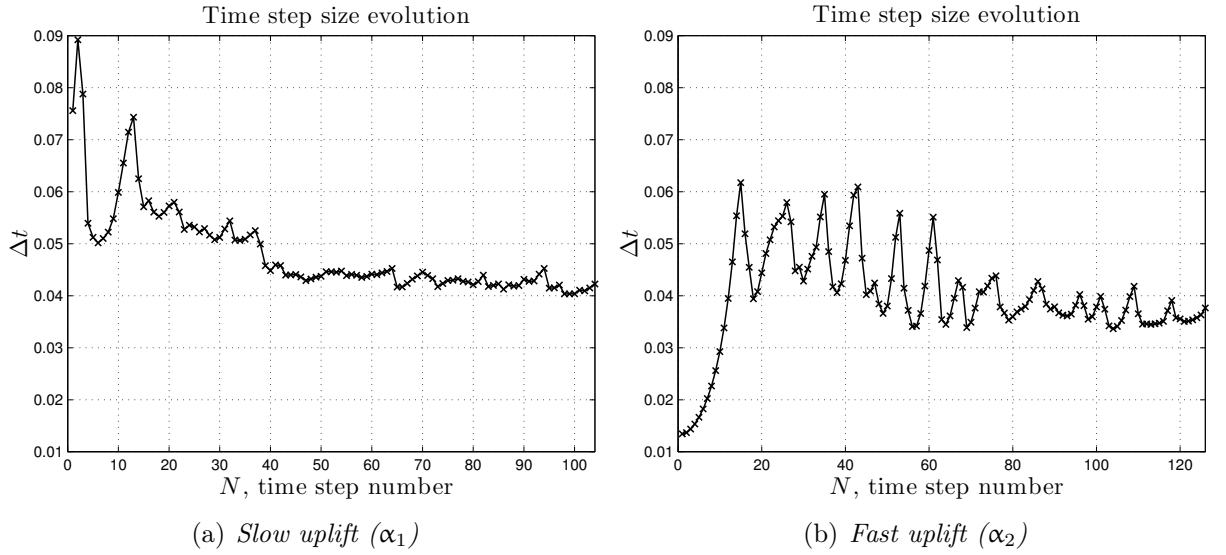 Time step size evolution
0.09
0.08
0.07
0.06
0.05
0.04
0.03
0.02
0.01
Δt
0 10 20 30 40 50 60 70 80 90 100
N, time step number
(a) Slow uplift (α₁)
Time step size evolution
0.09
0.08
0.07
0.06
0.05
0.04
0.03
0.02
0.01
Δt
0 20 40 60 80 100 120
N, time step number
(b) Fast uplift (α₂)